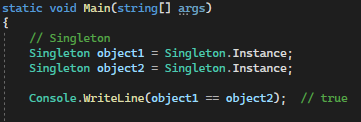 static void Main(string[] args)
{
// Singleton
Singleton object1 = Singleton.Instance;
Singleton object2 = Singleton.Instance;
Console.WriteLine(object1 == object2);  // true